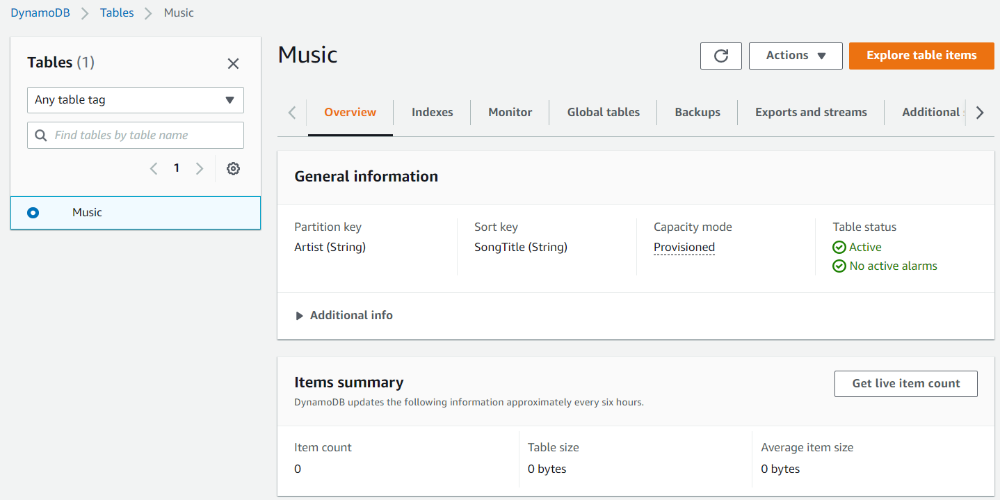 DynamoDB > Tables > Music
Tables (1)
Any table tag
Find tables by table name
1
Music
Music
Actions
Explore table items
Overview
Indexes
Monitor
Global tables
Backups
Exports and streams
Additional
General information
Partition key
Artist (String)
Sort key
SongTitle (String)
Capacity mode
Provisioned
Table status
Active
No active alarms
Additional info
Items summary
Get live item count
DynamoDB updates the following information approximately every six hours.
Item count
0
Table size
0 bytes
Average item size
0 bytes